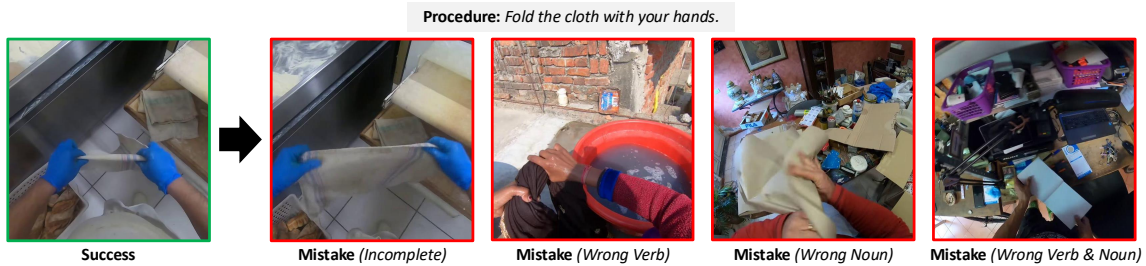 Procedure: Fold the cloth with your hands.
Success
Mistake (Incomplete)
Mistake (Wrong Verb)
Mistake (Wrong Noun)
Mistake (Wrong Verb & Noun)